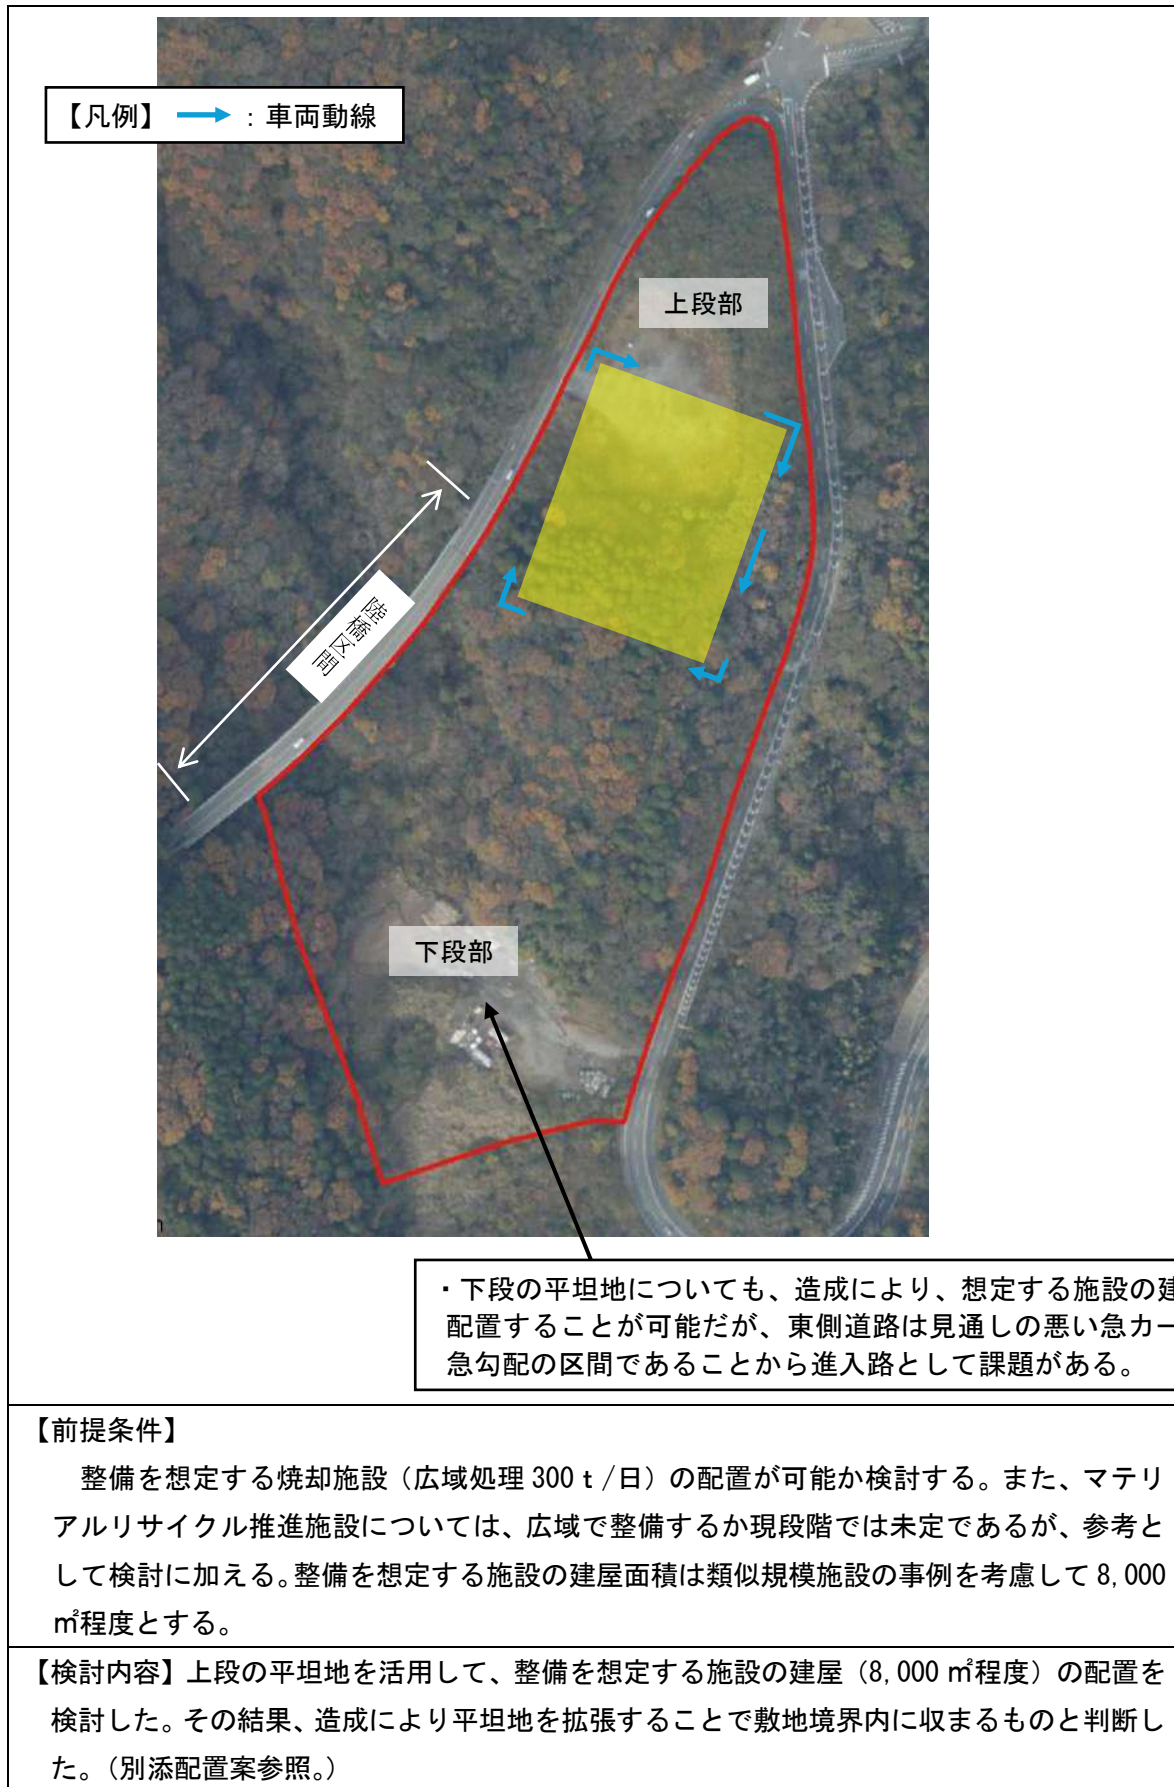 【凡例】 → ：車両動線
上段部
陸橋区間
下段部
・下段の平坦地についても、造成により、想定する施設の建
配置することが可能だが、東側道路は見通しの悪い急カー
急勾配の区間であることから進入路として課題がある。
【前提条件】
整備を想定する焼却施設（広域処理 300ｔ/日）の配置が可能か検討する。また、マテリ
アルリサイクル推進施設については、広域で整備するか現段階では未定であるが、参考と
して検討に加える。整備を想定する施設の建屋面積は類似規模施設の事例を考慮して 8,000
㎡程度とする。
【検討内容】上段の平坦地を活用して、整備を想定する施設の建屋（8,000 ㎡程度）の配置を
検討した。その結果、造成により平坦地を拡張することで敷地境界内に収まるものと判断し
た。（別添配置案参照。）